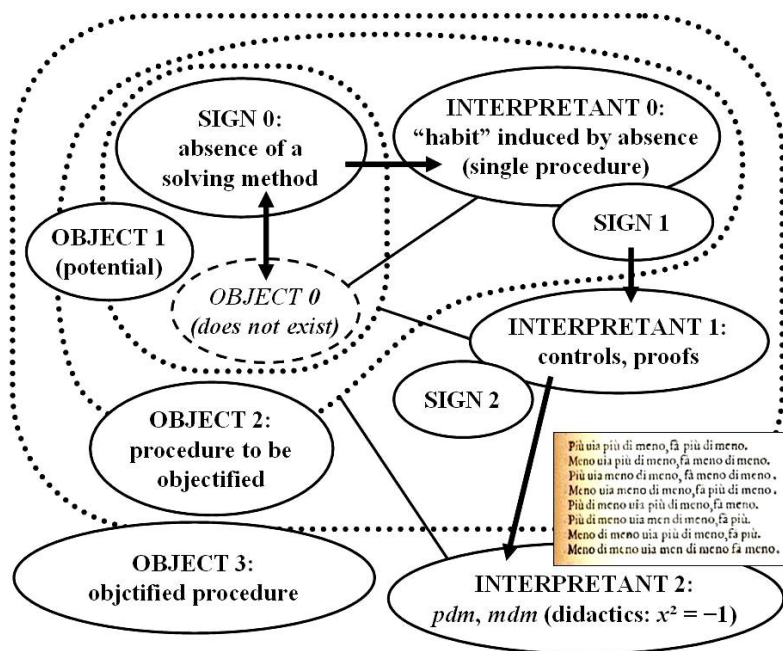 SIGN 0:
absence of a
solving method
INTERPRETANT 0:
“habit” induced by absence
(single procedure)
SIGN 1
OBJECT 1
(potential)
OBJECT 0
(does not exist)
INTERPRETANT 1:
controls, proofs
SIGN 2
OBJECT 2:
procedure to be
objectified
Più uia più di meno, fà più di meno.
Meno uia più di meno, fà meno di meno.
Più uia meno di meno, fà meno di meno.
Meno uia meno di meno, fà più di meno.
Più di meno uia più di meno, fà meno.
Più di meno uia men di meno, fà più.
Meno di meno uia più di meno, fà più.
Meno di meno uia men di meno fa meno.
OBJECT 3:
objctified procedure
INTERPRETANT 2:
pdm, mdm (didactics: x² = −1)